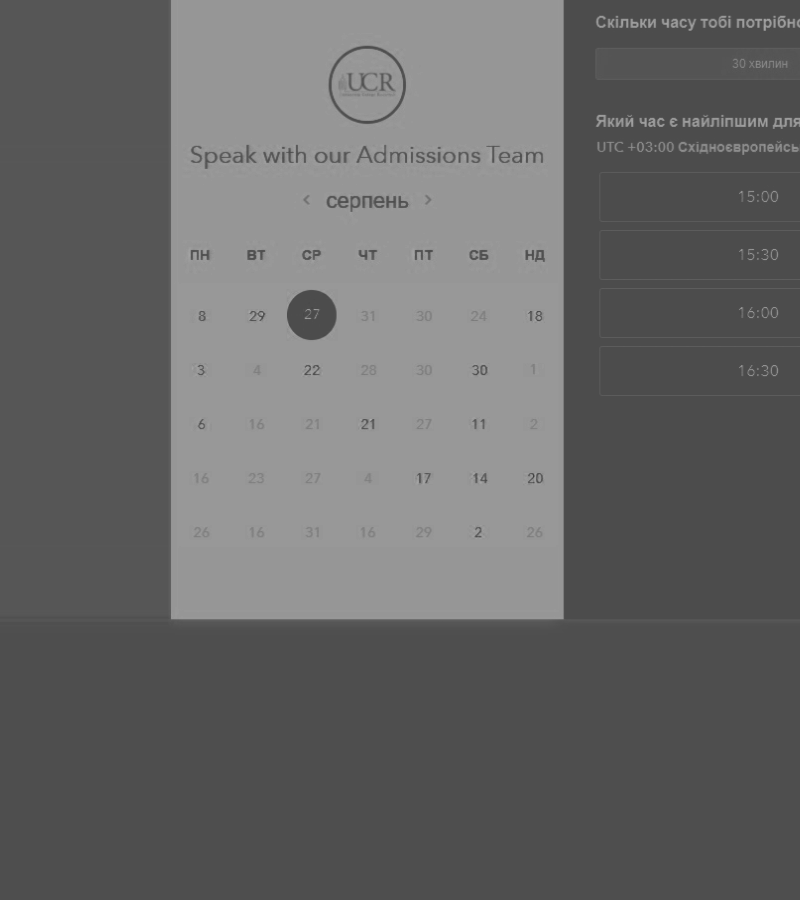 UCR
Speak with our Admissions Team
‹ серпень ›
ПН ВТ СР ЧТ ПТ СБ НД
8 29 27 31 30 24 18
3 4 22 28 30 30 1
6 16 21 21 27 11 2
16 23 27 4 17 14 20
26 16 31 16 29 2 26
Скільки часу тобі потрібно
30 хвилин
Який час є найліпшим для
UTC +03:00 Східноєвропейсь
15:00
15:30
16:00
16:30